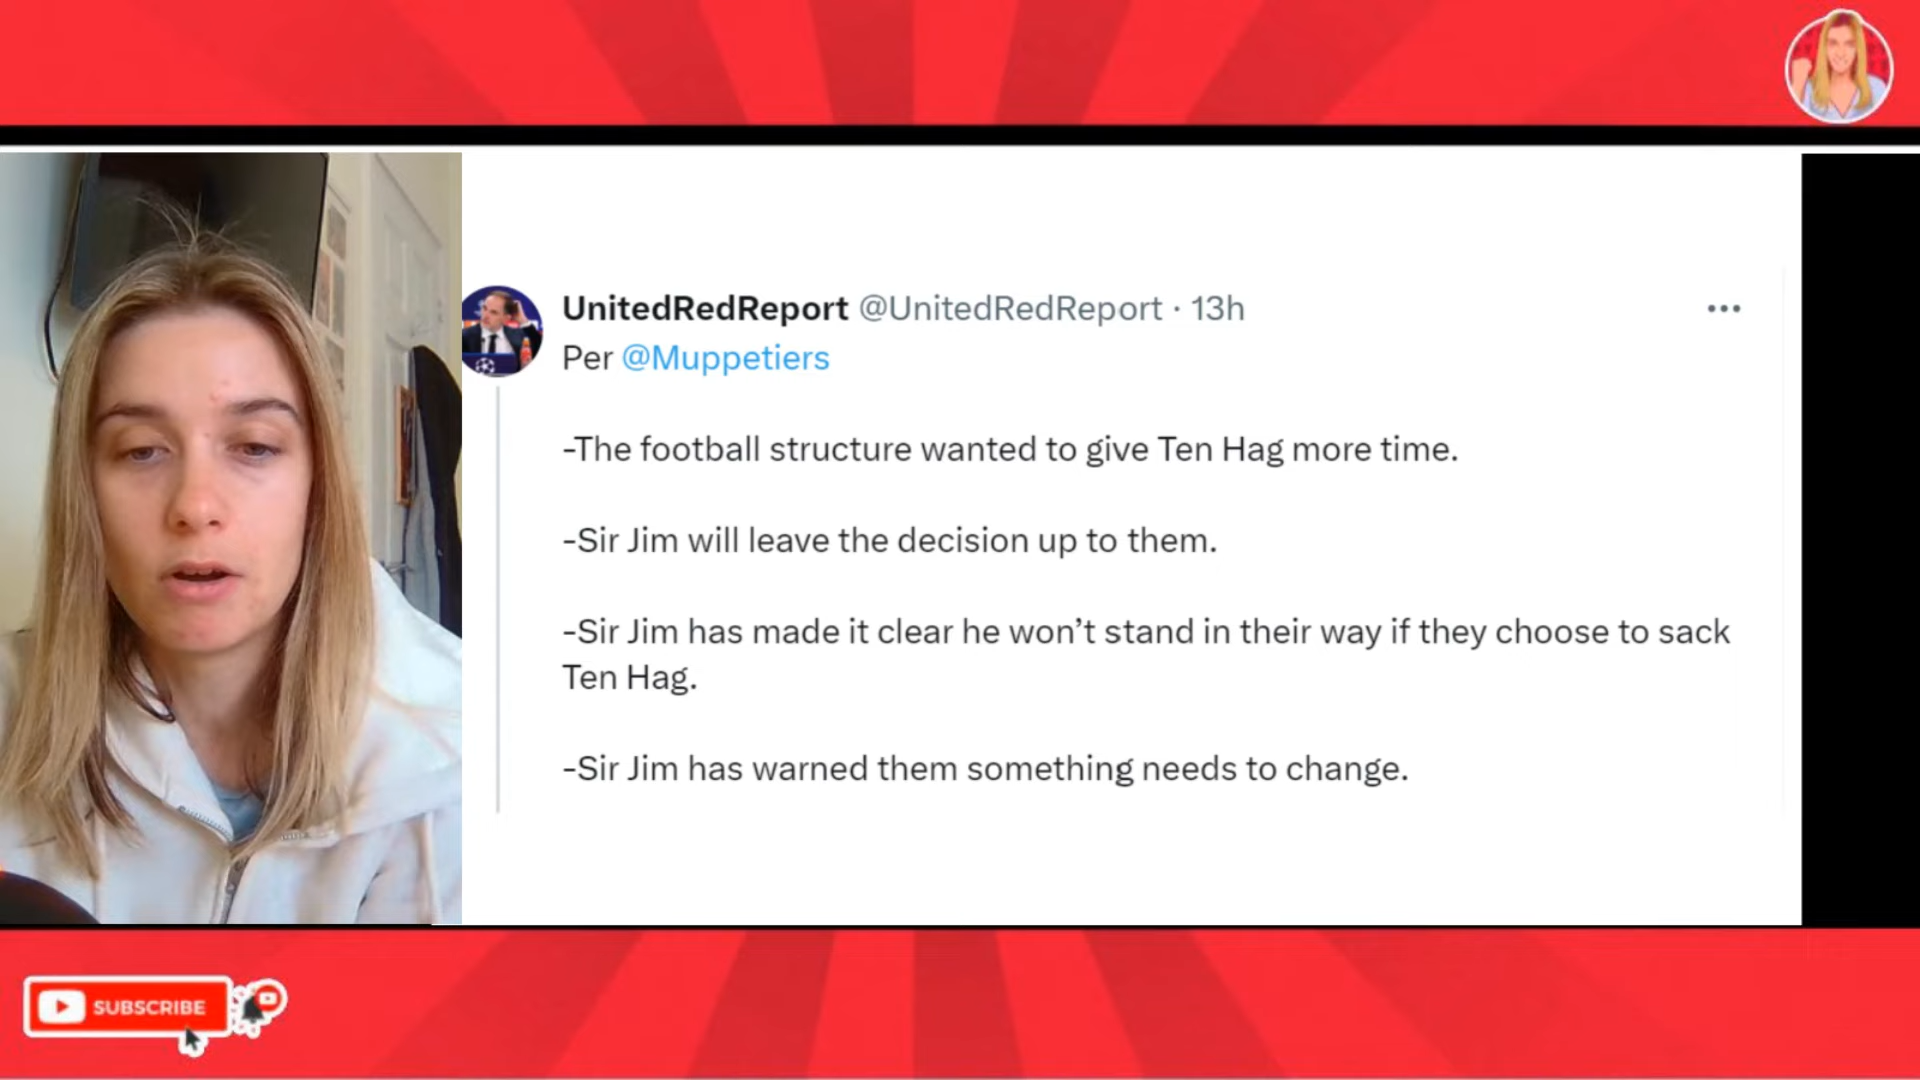 UnitedRedReport @UnitedRedReport · 13h
Per @Muppetiers
-The football structure wanted to give Ten Hag more time.
-Sir Jim will leave the decision up to them.
-Sir Jim has made it clear he won’t stand in their way if they choose to sack
Ten Hag.
-Sir Jim has warned them something needs to change.
SUBSCRIBE